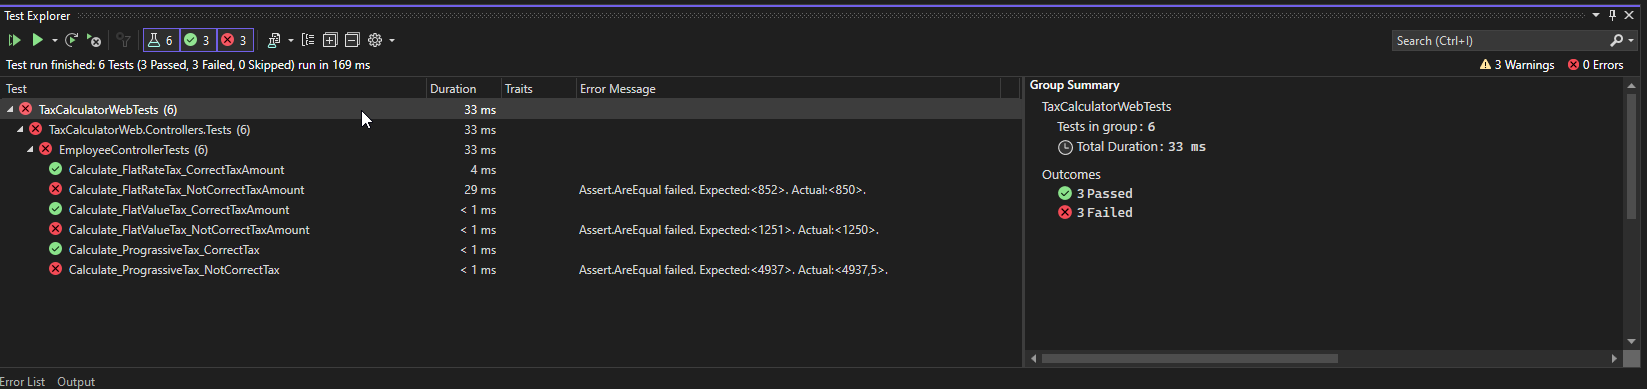 Test Explorer
6 3 3
Search (Ctrl+I)
Test run finished: 6 Tests (3 Passed, 3 Failed, 0 Skipped) run in 169 ms
3 Warnings 0 Errors
Test Duration Traits Error Message
TaxCalculatorWebTests (6) 33 ms
TaxCalculatorWeb.Controllers.Tests (6) 33 ms
EmployeeControllerTests (6) 33 ms
Calculate_FlatRateTax_CorrectTaxAmount 4 ms
Calculate_FlatRateTax_NotCorrectTaxAmount 29 ms Assert.AreEqual failed. Expected:<852>. Actual:<850>.
Calculate_FlatValueTax_CorrectTaxAmount < 1 ms
Calculate_FlatValueTax_NotCorrectTaxAmount < 1 ms Assert.AreEqual failed. Expected:<1251>. Actual:<1250>.
Calculate_PrograssiveTax_CorrectTax < 1 ms
Calculate_PrograssiveTax_NotCorrectTax < 1 ms Assert.AreEqual failed. Expected:<4937>. Actual:<4937,5>.
Group Summary
TaxCalculatorWebTests
Tests in group: 6
Total Duration: 33 ms
Outcomes
3 Passed
3 Failed
Error List Output